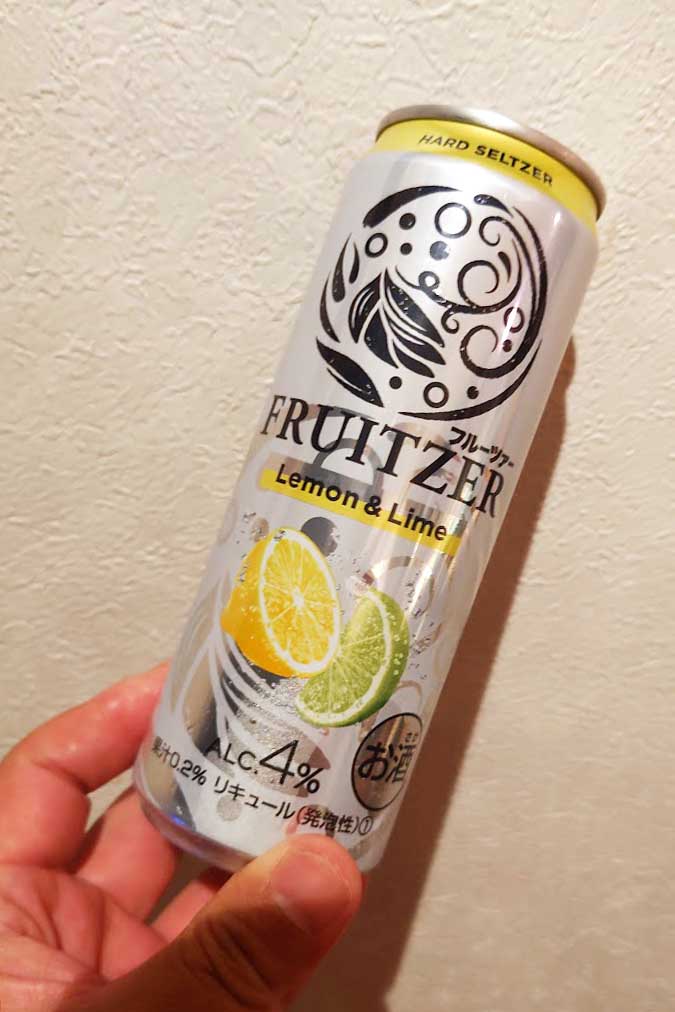 HARD SELTZER
フルーツァー
FRUITZER
Lemon & Lime
ALC. 4%
お酒
果汁0.2% リキュール(発泡性)①